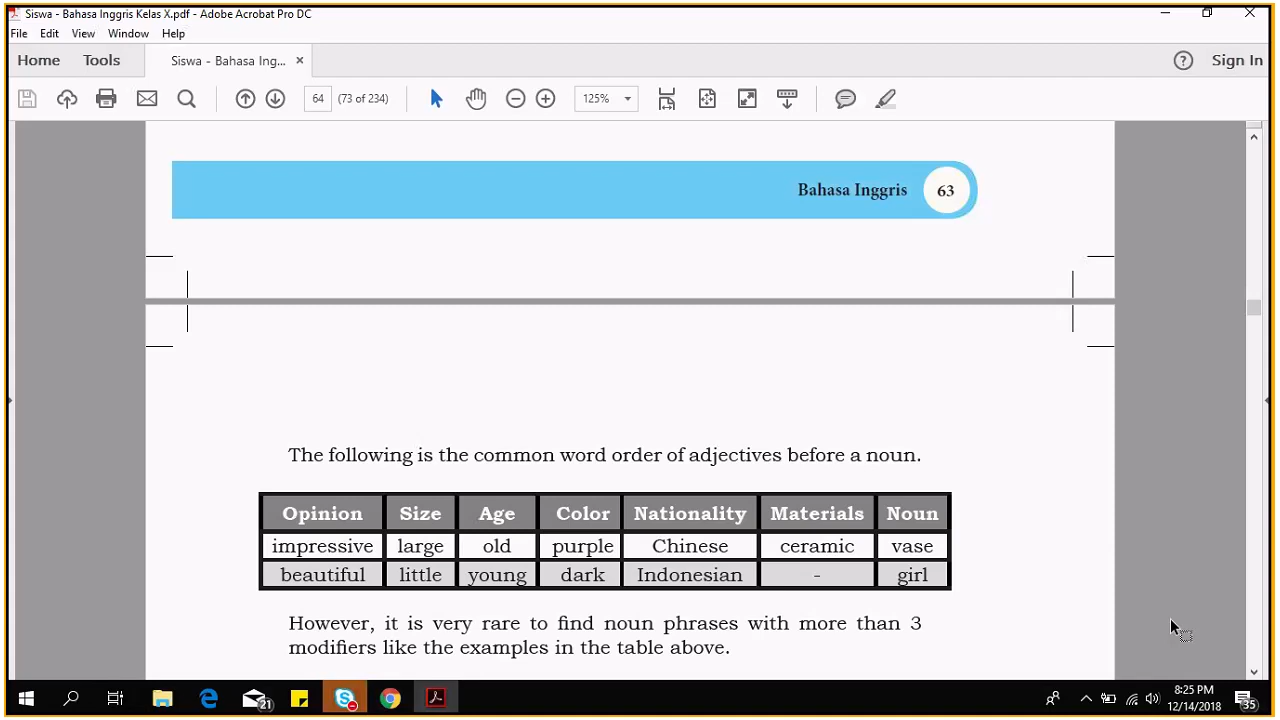 Siswa - Bahasa Inggris Kelas X.pdf - Adobe Acrobat Pro DC
File Edit View Window Help
Home Tools Siswa - Bahasa Ing... × Sign In
64 (73 of 234) 125%
Bahasa Inggris 63
The following is the common word order of adjectives before a noun.
Opinion Size Age Color Nationality Materials Noun
impressive large old purple Chinese ceramic vase
beautiful little young dark Indonesian - girl
However, it is very rare to find noun phrases with more than 3
modifiers like the examples in the table above.
21
8:25 PM
12/14/2018
35